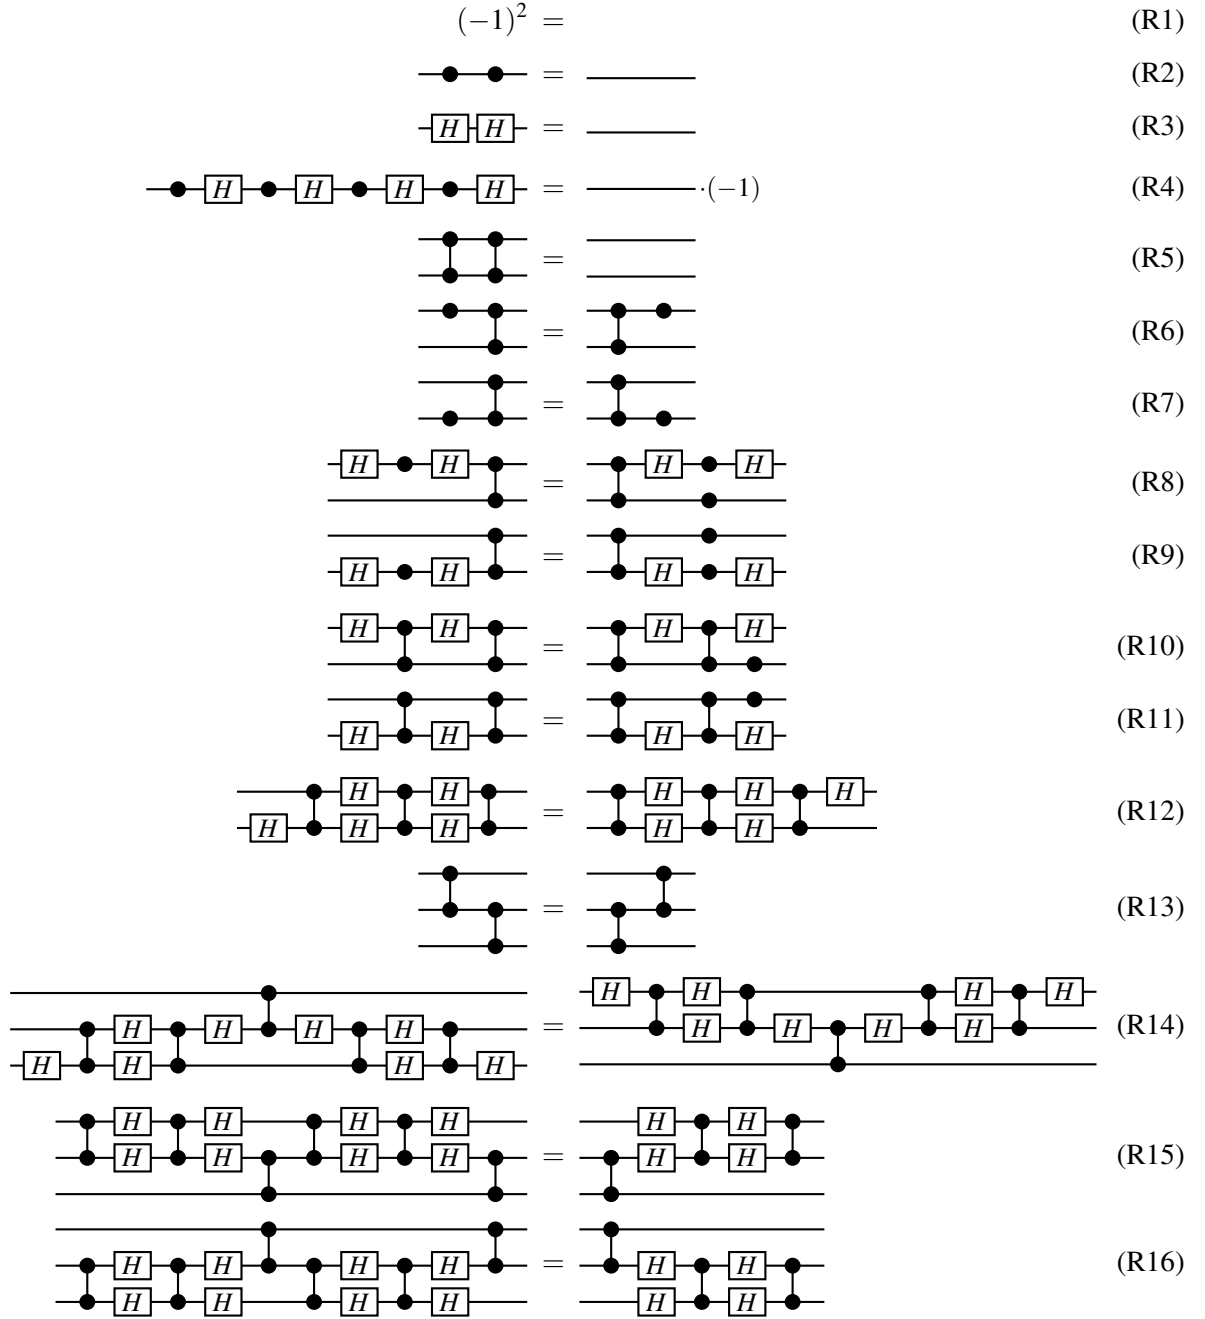 (−1)² = (R1)
= (R2)
H H = (R3)
H H H H = ·(−1) (R4)
= (R5)
= (R6)
= (R7)
H H H H
= (R8)
= (R9)
H H H H
H H H H
= (R10)
= (R11)
H H H H
H H H H H
= (R12)
H H H H H
= (R13)
H H H H
H H H H = H H H H (R14)
H H H H
H H H H H H
= (R15)
H H H H H H
H H H H H H
= (R16)
H H H H H H